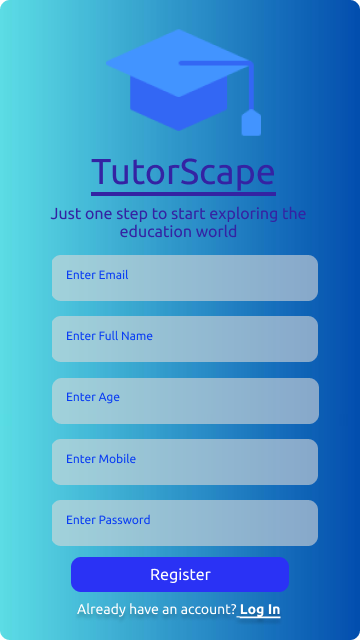 TutorScape
Just one step to start exploring the
education world
Enter Email
Enter Full Name
Enter Age
Enter Mobile
Enter Password
Register
Already have an account? Log In